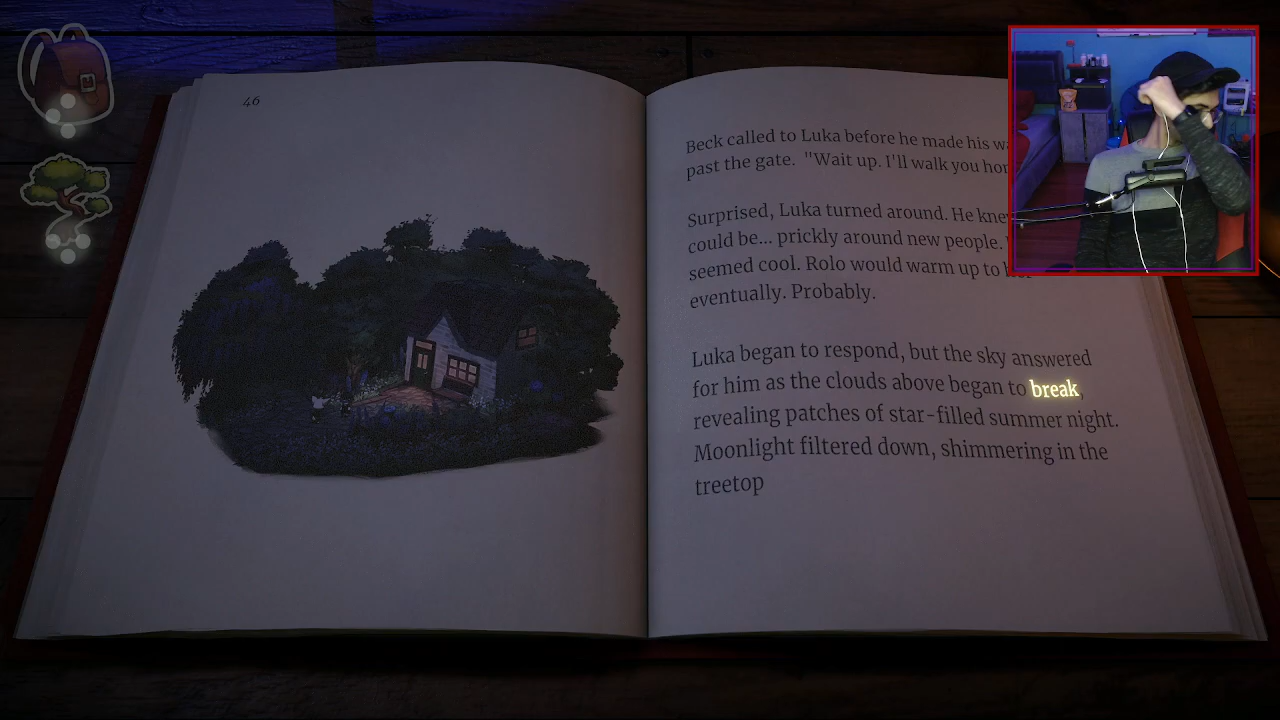 46
Beck called to Luka before he made his
past the gate. "Wait up. I'll walk you
Surprised, Luka turned around. He
could be... prickly around new people.
seemed cool. Rolo would warm up to
eventually. Probably.
Luka began to respond, but the sky answered
for him as the clouds above began to break,
revealing patches of star-filled summer night.
Moonlight filtered down, shimmering in the
treetop